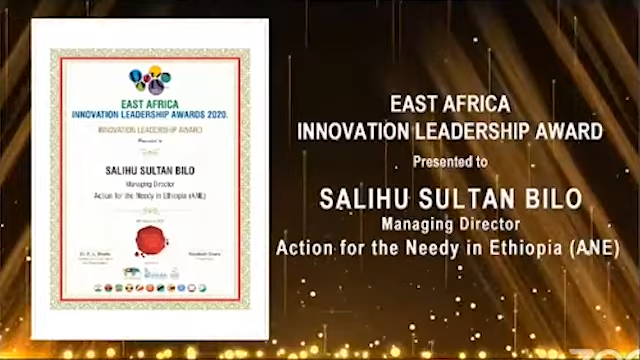 EAST AFRICA
INNOVATION LEADERSHIP AWARDS 2020.
INNOVATION LEADERSHIP AWARD
Presented to
SALIHU SULTAN BILO
Managing Director
Action for the Needy in Ethiopia (ANE)
EAST AFRICA
INNOVATION LEADERSHIP AWARD
Presented to
SALIHU SULTAN BILO
Managing Director
Action for the Needy in Ethiopia (ANE)